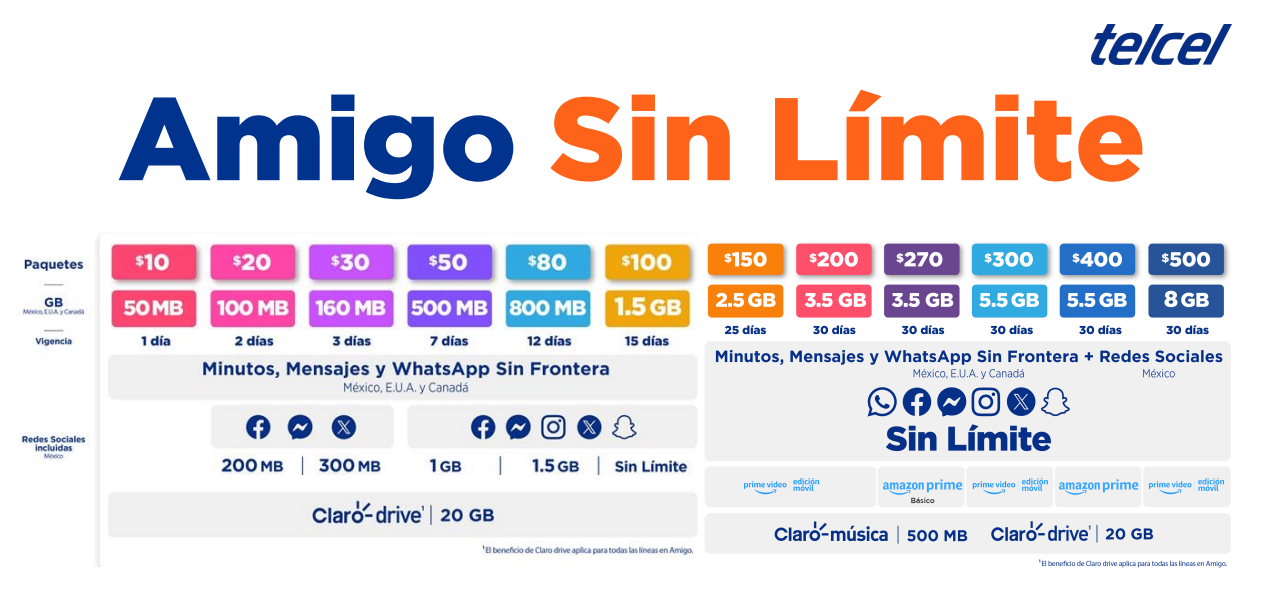 telcel
Amigo Sin Límite
Paquetes
$10 $20 $30 $50 $80 $100
GB
México, E.U.A. y Canadá
50 MB 100 MB 160 MB 500 MB 800 MB 1.5 GB
Vigencia
1 día 2 días 3 días 7 días 12 días 15 días
Minutos, Mensajes y WhatsApp Sin Frontera
México, E.U.A. y Canadá
Redes Sociales
incluidas
México
200 MB | 300 MB 1 GB | 1.5 GB | Sin Límite
Claro-drive¹ | 20 GB
¹El beneficio de Claro drive aplica para todas las líneas en Amigo.
$150 $200 $270 $300 $400 $500
2.5 GB 3.5 GB 3.5 GB 5.5 GB 5.5 GB 8 GB
25 días 30 días 30 días 30 días 30 días 30 días
Minutos, Mensajes y WhatsApp Sin Frontera + Redes Sociales
México, E.U.A. y Canadá México
Sin Límite
prime video edición móvil
amazon prime
Básico
prime video edición móvil
amazon prime
prime video edición móvil
Claro-música | 500 MB Claro-drive¹ | 20 GB
¹El beneficio de Claro drive aplica para todas las líneas en Amigo.